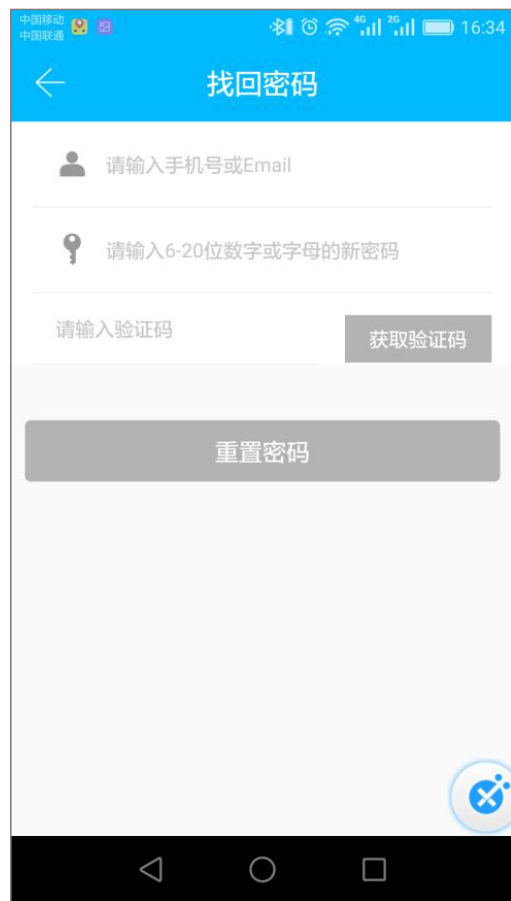 中国移动
中国联通
4G
2G
16:34
找回密码
请输入手机号或Email
请输入6-20位数字或字母的新密码
请输入验证码
获取验证码
重置密码